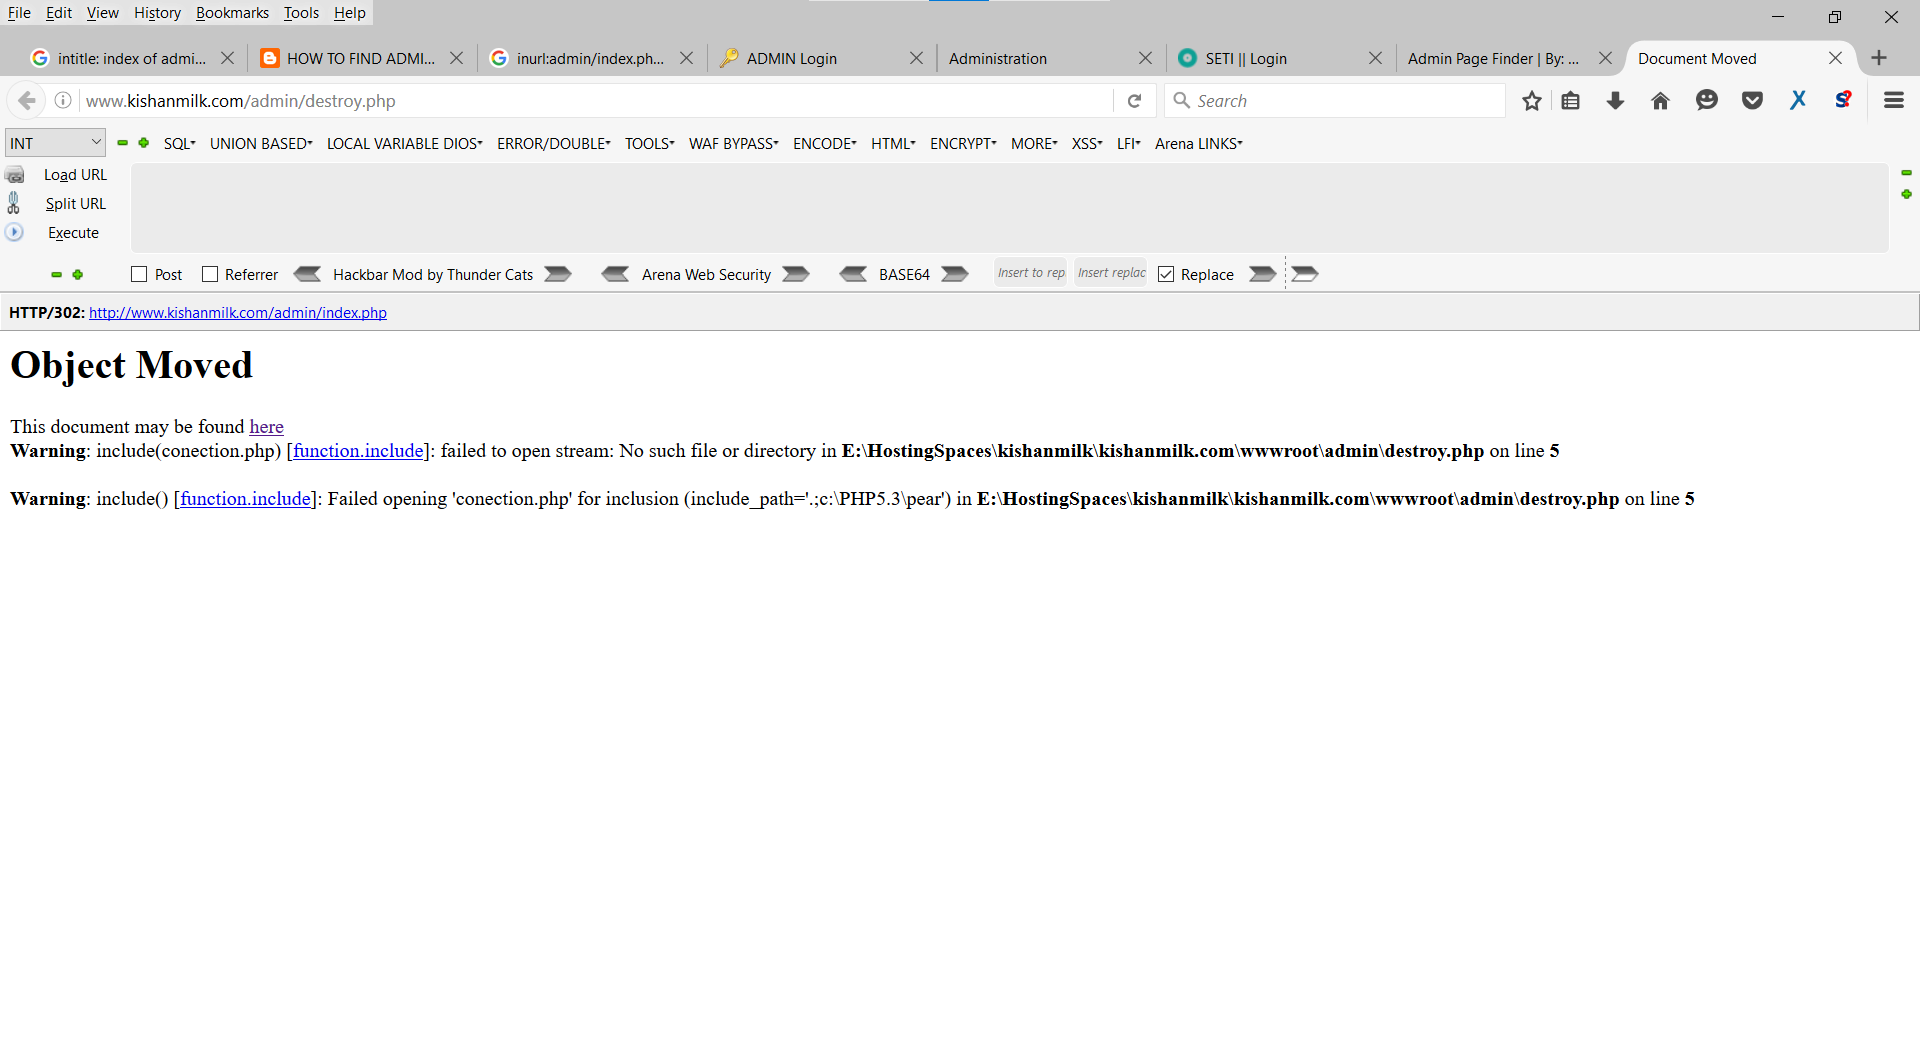 File Edit View History Bookmarks Tools Help
intitle: index of admi... HOW TO FIND ADMI... inurl:admin/index.ph... ADMIN Login Administration SETI || Login Admin Page Finder | By: ... Document Moved
www.kishanmilk.com/admin/destroy.php Search
INT SQL UNION BASED LOCAL VARIABLE DIOS ERROR/DOUBLE TOOLS WAF BYPASS ENCODE HTML ENCRYPT MORE XSS LFI Arena LINKS
Load URL
Split URL
Execute
Post Referrer Hackbar Mod by Thunder Cats Arena Web Security BASE64 Insert to rep Insert replac Replace
HTTP/302: http://www.kishanmilk.com/admin/index.php
Object Moved
This document may be found here
Warning: include(conection.php) [function.include]: failed to open stream: No such file or directory in E:\HostingSpaces\kishanmilk\kishanmilk.com\wwwroot\admin\destroy.php on line 5
Warning: include() [function.include]: Failed opening 'conection.php' for inclusion (include_path='.;c:\PHP5.3\pear') in E:\HostingSpaces\kishanmilk\kishanmilk.com\wwwroot\admin\destroy.php on line 5